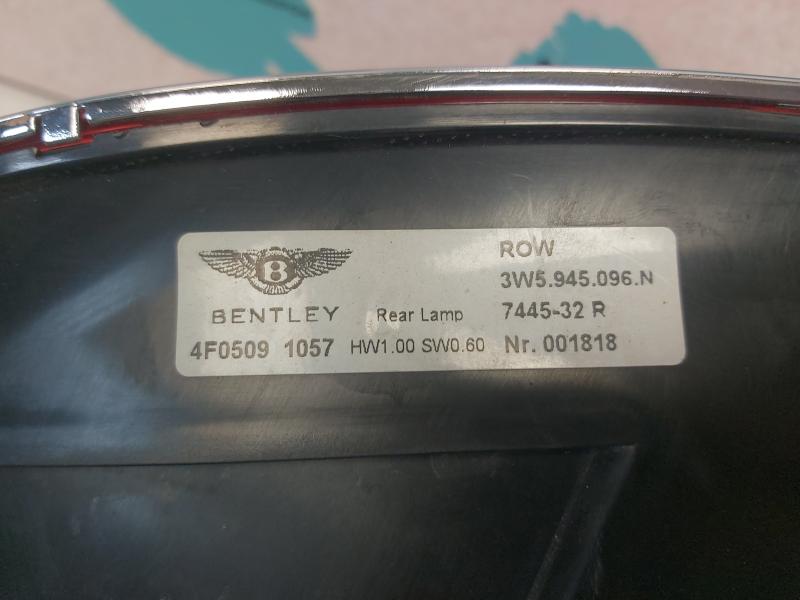 ROW
B
3W5.945.096.N
BENTLEY Rear Lamp 7445-32 R
4F0509 1057 HW1.00 SW0.60 Nr. 001818